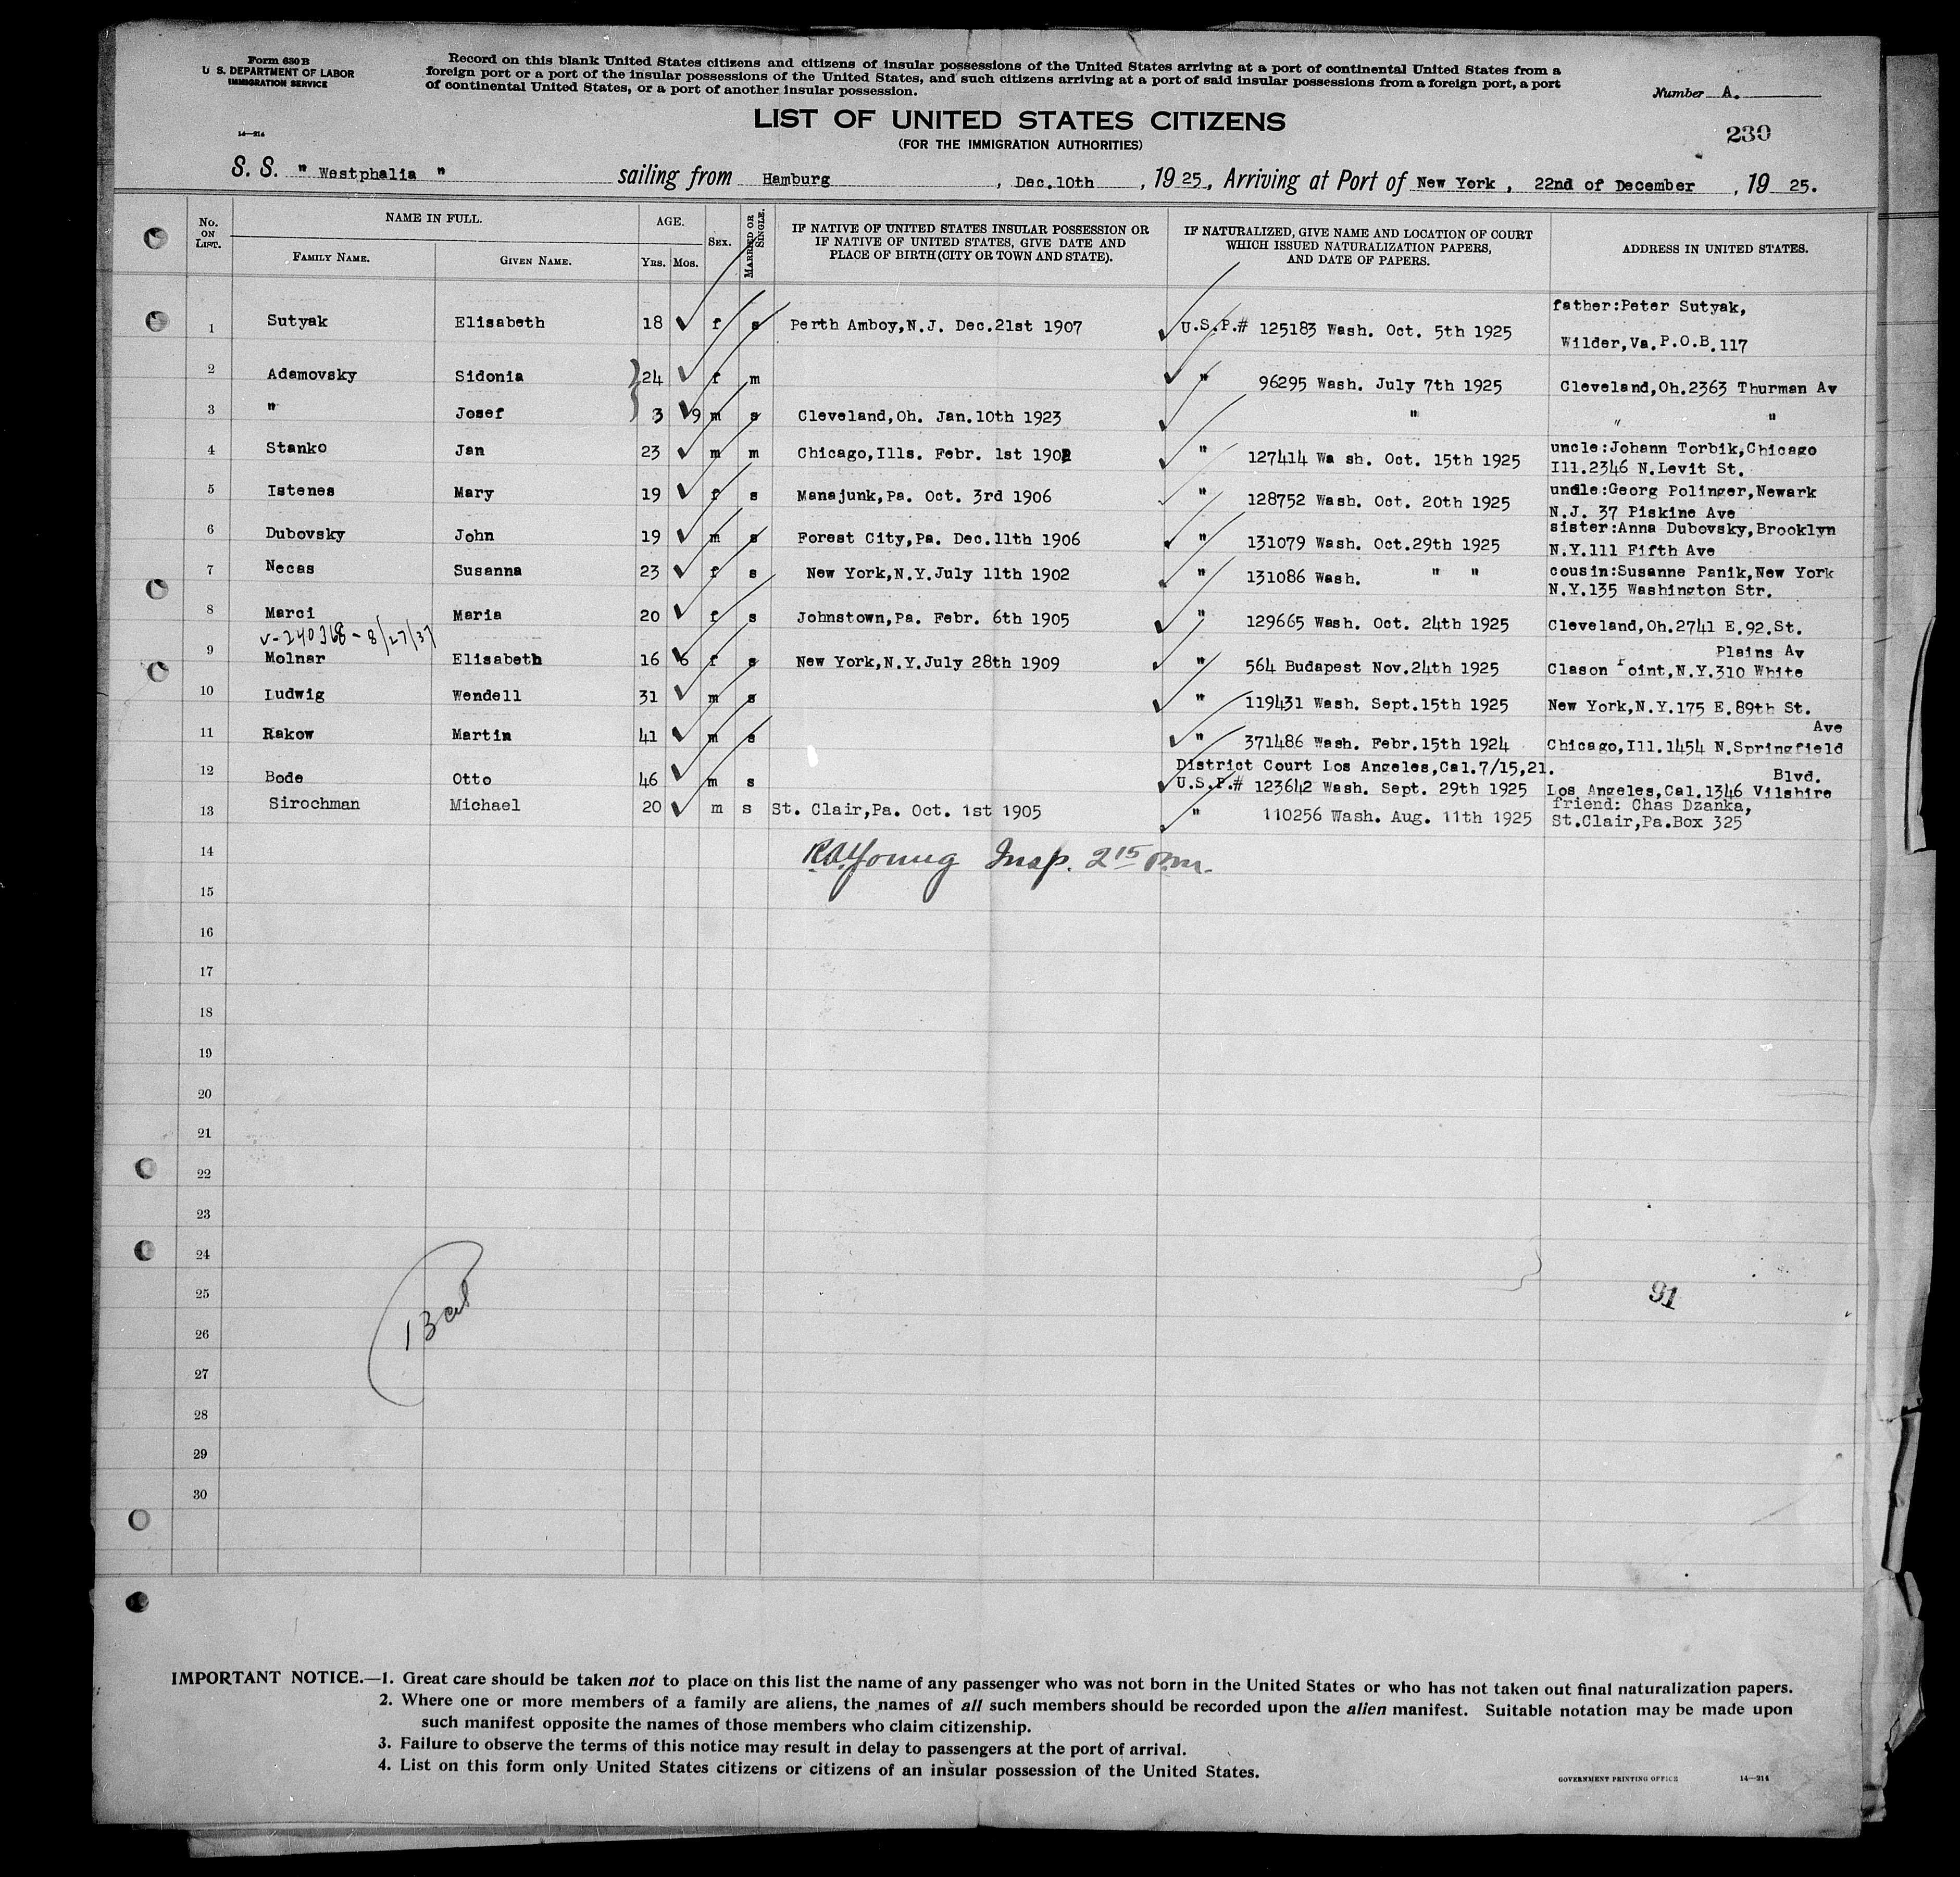 Form 630 B
U. S. DEPARTMENT OF LABOR
IMMIGRATION SERVICE
14—214
Record on this blank United States citizens and citizens of insular possessions of the United States arriving at a port of continental United States from a
foreign port or a port of the insular possessions of the United States, and such citizens arriving at a port of said insular possessions from a foreign port, a port
of continental United States, or a port of another insular possession.
Number A.
LIST OF UNITED STATES CITIZENS
(FOR THE IMMIGRATION AUTHORITIES)
230
S. S. " Westphalia " sailing from Hamburg, Dec.10th, 19 25, Arriving at Port of New York, 22nd of December, 19 25.
No. ON LIST. NAME IN FULL. FAMILY NAME. GIVEN NAME. AGE. YRS. MOS. SEX. MARRIED OR SINGLE. IF NATIVE OF UNITED STATES INSULAR POSSESSION OR IF NATIVE OF UNITED STATES, GIVE DATE AND PLACE OF BIRTH (CITY OR TOWN AND STATE). IF NATURALIZED, GIVE NAME AND LOCATION OF COURT WHICH ISSUED NATURALIZATION PAPERS, AND DATE OF PAPERS. ADDRESS IN UNITED STATES.
father:Peter Sutyak,
1 Sutyak Elisabeth 18 f s Perth Amboy,N.J. Dec.21st 1907 U.S.P.# 125183 Wash. Oct. 5th 1925
Wilder,Va.P.O.B.117
2 Adamovsky Sidonia 24 f m " 96295 Wash. July 7th 1925 Cleveland,Oh.2363 Thurman Av
3 " Josef 3 9 m s Cleveland,Oh. Jan.10th 1923 " " "
4 Stanko Jan 23 m m Chicago,Ills. Febr. 1st 1902 " 127414 Wa sh. Oct. 15th 1925 uncle:Johann Torbik,Chicago
Ill.2346 N.Levit St.
5 Istenes Mary 19 f s Manajunk,Pa. Oct. 3rd 1906 " 128752 Wash. Oct. 20th 1925 undle:Georg Polinger,Newark
N.J. 37 Piskine Ave
6 Dubovsky John 19 m s Forest City,Pa. Dec.11th 1906 " 131079 Wash. Oct.29th 1925 sister:Anna Dubovsky,Brooklyn
N.Y.111 Fifth Ave
7 Necas Susanna 23 f s New York,N.Y.July 11th 1902 " 131086 Wash. " " cousin:Susanne Panik,New York
N.Y.135 Washington Str.
8 Marci Maria 20 f s Johnstown,Pa. Febr. 6th 1905 " 129665 Wash. Oct. 24th 1925 Cleveland,Oh.2741 E.92.St.
v-240368 - 8/27/37
Plains Av
9 Molnar Elisabeth 16 6 f s New York,N.Y.July 28th 1909 " 564 Budapest Nov.24th 1925 Clason Point,N.Y.310 White
10 Ludwig Wendell 31 m s " 119431 Wash. Sept.15th 1925 New York,N.Y.175 E.89th St.
Ave
11 Rakow Martin 41 m s " 371486 Wash. Febr.15th 1924 Chicago,Ill.1454 N.Springfield
District Court Los Angeles,Cal.7/15,21. Blvd.
12 Bode Otto 46 m s U.S.P.# 123642 Wash. Sept. 29th 1925 Los Angeles,Cal.1346 Vilshire
13 Sirochman Michael 20 m s St. Clair,Pa. Oct. 1st 1905 " 110256 Wash. Aug. 11th 1925 friend: Chas Dzanka,
St.Clair,Pa.Box 325
14 Young Insp. 2 15 p.m.
15
16
17
18
19
20
21
22
23
24
25 91
26 13 cit
27
28
29
30
IMPORTANT NOTICE.—1. Great care should be taken not to place on this list the name of any passenger who was not born in the United States or who has not taken out final naturalization papers.
2. Where one or more members of a family are aliens, the names of all such members should be recorded upon the alien manifest. Suitable notation may be made upon
such manifest opposite the names of those members who claim citizenship.
3. Failure to observe the terms of this notice may result in delay to passengers at the port of arrival.
4. List on this form only United States citizens or citizens of an insular possession of the United States.
GOVERNMENT PRINTING OFFICE 14—214